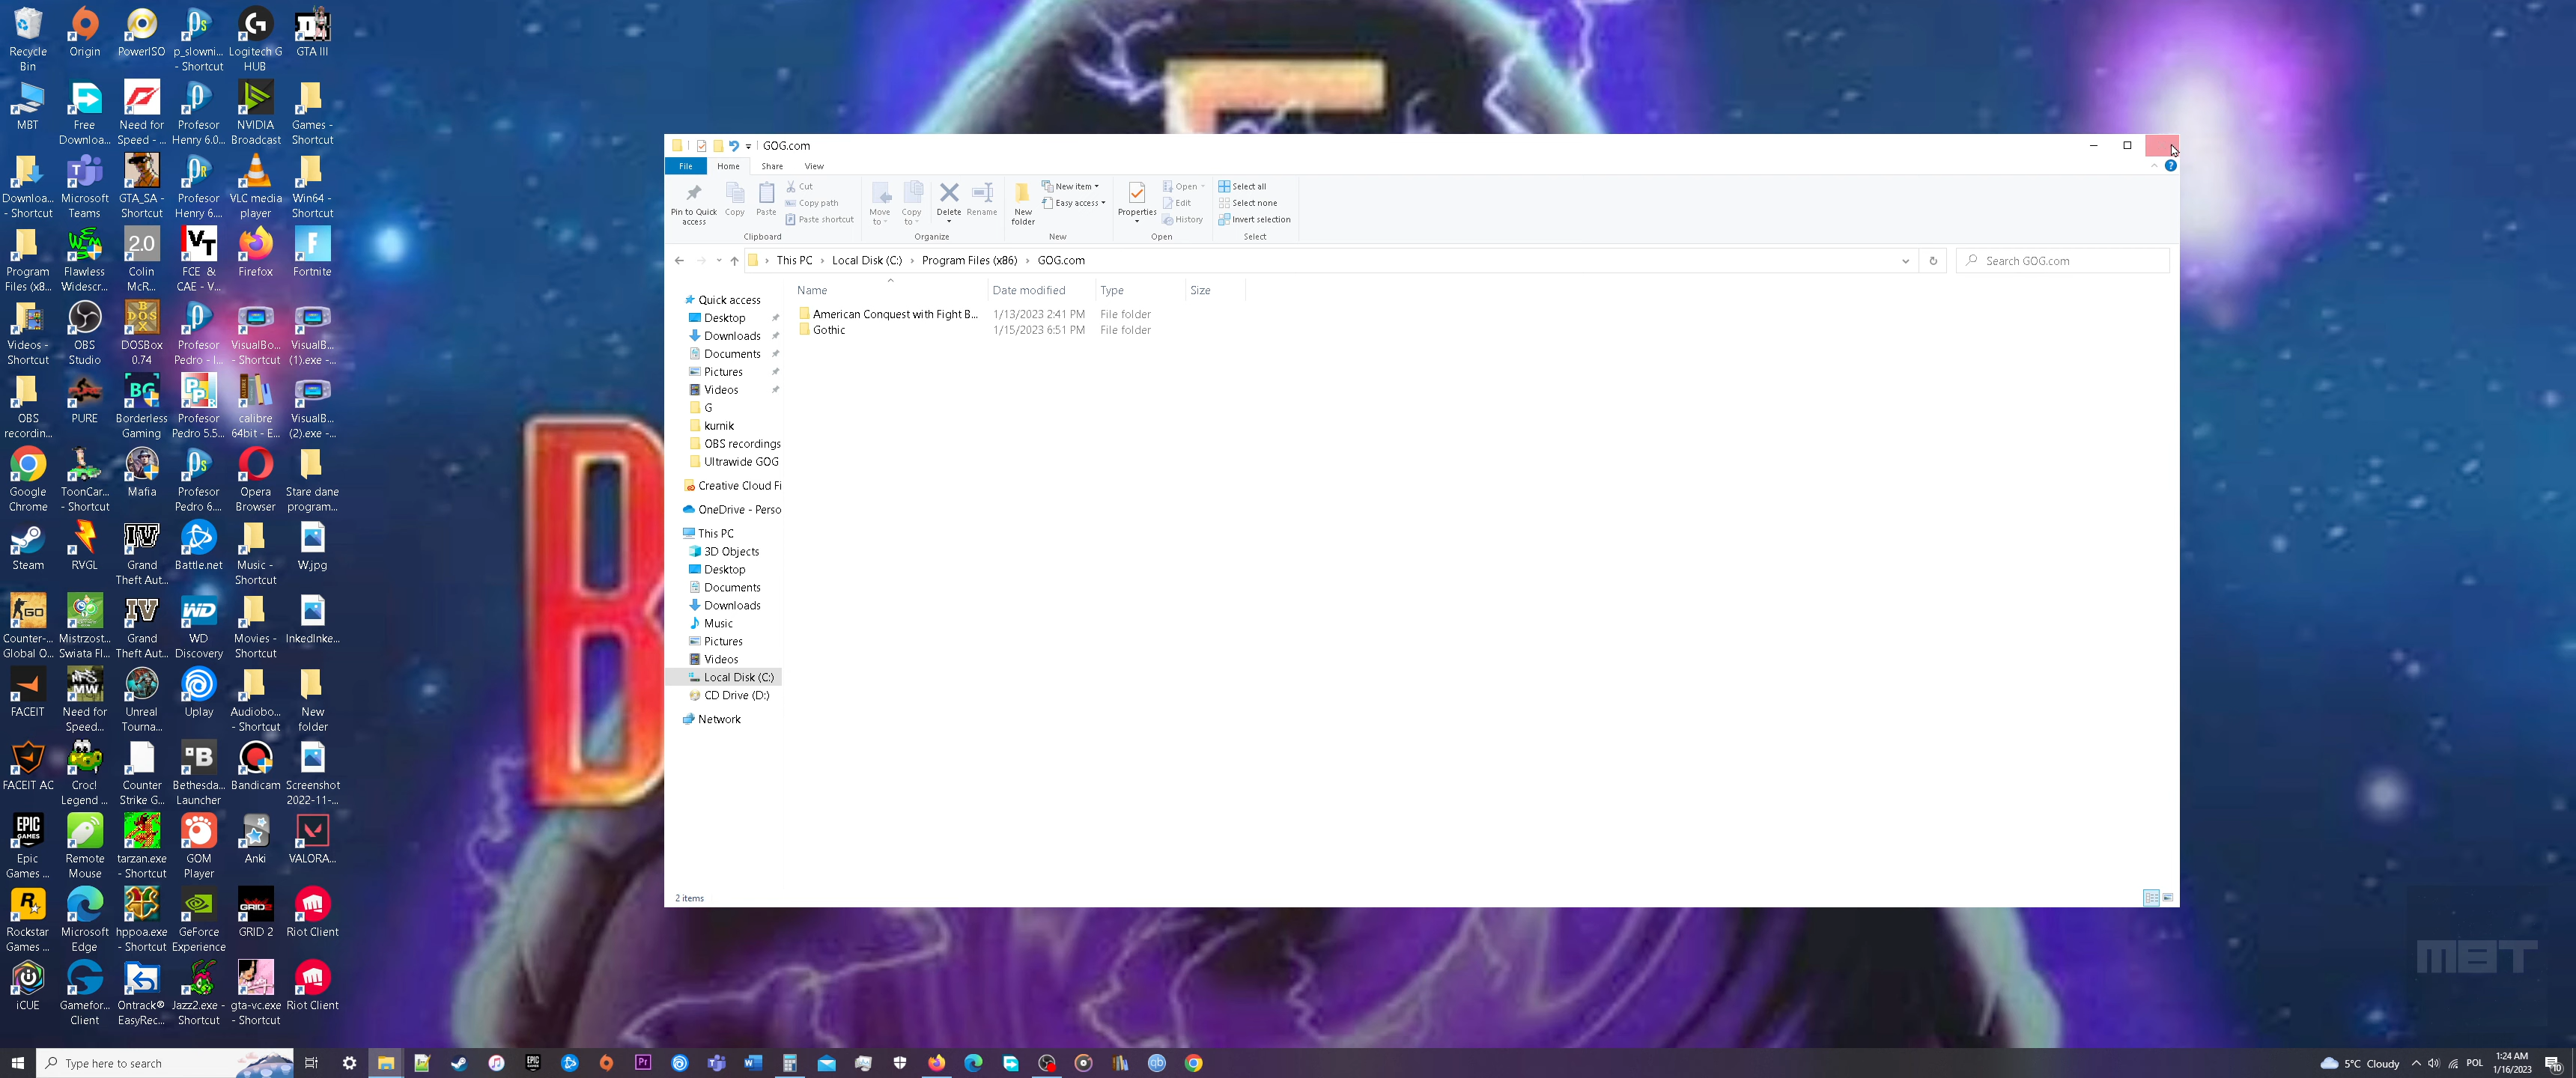 Recycle
Bin
Origin
PowerISO
p_slowni...
- Shortcut
Logitech G
HUB
GTA III
MBT
Free
Downloa...
Need for
Speed - ...
Profesor
Henry 6.0...
NVIDIA
Broadcast
Games -
Shortcut
Downloa...
- Shortcut
Microsoft
Teams
GTA_SA -
Shortcut
Profesor
Henry 6....
VLC media
player
Win64 -
Shortcut
Program
Files (x8...
Flawless
Widescr...
2.0
Colin
McR...
FCE &
CAE - V...
Firefox
Fortnite
Videos -
Shortcut
OBS
Studio
DOSBox
0.74
Profesor
Pedro - I...
VisualBo...
- Shortcut
VisualB...
(1).exe -...
OBS
recordin...
PURE
Borderless
Gaming
Profesor
Pedro 5.5...
calibre
64bit - E...
VisualB...
(2).exe -...
Google
Chrome
ToonCar...
- Shortcut
Mafia
Profesor
Pedro 6....
Opera
Browser
Stare dane
program...
Steam
RVGL
Grand
Theft Aut...
Battle.net
Music -
Shortcut
W.jpg
Counter-...
Global O...
Mistrzost...
Swiata FI...
Grand
Theft Aut...
WD
Discovery
Movies -
Shortcut
InkedInke...
FACEIT
Need for
Speed...
Unreal
Tourna...
Uplay
Audiobo...
- Shortcut
New
folder
FACEIT AC
Croc!
Legend ...
Counter
Strike G...
Bethesda...
Launcher
Bandicam
Screenshot
2022-11-...
Epic
Games ...
Remote
Mouse
tarzan.exe
- Shortcut
GOM
Player
Anki
VALORA...
Rockstar
Games ...
Microsoft
Edge
hppoa.exe
- Shortcut
GeForce
Experience
GRID 2
Riot Client
iCUE
Gamefor...
Client
Ontrack®
EasyRec...
Jazz2.exe -
Shortcut
gta-vc.exe
- Shortcut
Riot Client
B
GOG.com
File Home Share View
Pin to Quick
access
Copy
Paste
Cut
Copy path
Paste shortcut
Clipboard
Move
to
Copy
to
Delete
Rename
Organize
New
folder
New item
Easy access
New
Properties
Open
Edit
History
Open
Select all
Select none
Invert selection
Select
This PC › Local Disk (C:) › Program Files (x86) › GOG.com
Search GOG.com
Name Date modified Type Size
American Conquest with Fight B... 1/13/2023 2:41 PM File folder
Gothic 1/15/2023 6:51 PM File folder
Quick access
Desktop
Downloads
Documents
Pictures
Videos
G
kurnik
OBS recordings
Ultrawide GOG
Creative Cloud Fi
OneDrive - Perso
This PC
3D Objects
Desktop
Documents
Downloads
Music
Pictures
Videos
Local Disk (C:)
CD Drive (D:)
Network
2 items
MBT
Type here to search
5°C Cloudy
POL
1:24 AM
1/16/2023